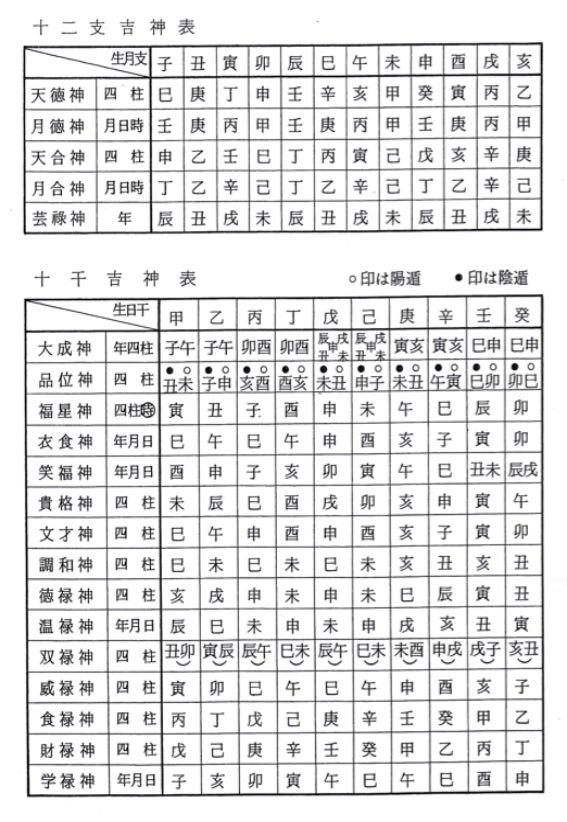 十二支吉神表
生月支 子 丑 寅 卯 辰 巳 午 未 申 酉 戌 亥
天德神 四柱 巳 庚 丁 申 壬 辛 亥 甲 癸 寅 丙 乙
月德神 月日時 壬 庚 丙 甲 壬 庚 丙 甲 壬 庚 丙 甲
天合神 四柱 申 乙 壬 巳 丁 丙 寅 己 戊 亥 辛 庚
月合神 月日時 丁 乙 辛 己 丁 乙 辛 己 丁 乙 辛 己
芸祿神 年 辰 丑 戌 未 辰 丑 戌 未 辰 丑 戌 未
十干吉神表 ○印は陽遁 ●印は陰遁
生日干 甲 乙 丙 丁 戊 己 庚 辛 壬 癸
大成神 年四柱 子午 子午 卯酉 卯酉 辰戌申丑未 辰戌申丑未 寅亥 寅亥 巳申 巳申
● ○ ● ○ ● ○ ● ○ ● ○ ● ○ ● ○ ● ○ ● ○ ● ○
品位神 四柱 丑未 子申 亥酉 酉亥 未丑 申子 未丑 午寅 巳卯 卯巳
福星神 四柱時 寅 丑 子 酉 申 未 午 巳 辰 卯
衣食神 年月日 巳 午 巳 午 申 酉 亥 子 寅 卯
笑福神 年月日 酉 申 子 亥 卯 寅 午 巳 丑未 辰戌
貴格神 四柱 未 辰 巳 酉 戌 卯 亥 申 寅 午
文才神 四柱 巳 午 申 酉 申 酉 亥 子 寅 卯
調和神 四柱 巳 未 巳 未 巳 未 亥 丑 亥 丑
德禄神 四柱 亥 戌 申 未 申 未 巳 辰 寅 丑
温禄神 年月日 辰 巳 未 申 未 申 戌 亥 丑 寅
双禄神 四柱 丑卯 寅辰 辰午 巳未 辰午 巳未 未酉 申戌 戌子 亥丑
威禄神 四柱 寅 卯 巳 午 巳 午 申 酉 亥 子
食禄神 四柱 丙 丁 戊 己 庚 辛 壬 癸 甲 乙
財禄神 四柱 戊 己 庚 辛 壬 癸 甲 乙 丙 丁
学禄神 年月日 子 亥 卯 寅 午 巳 午 巳 酉 申